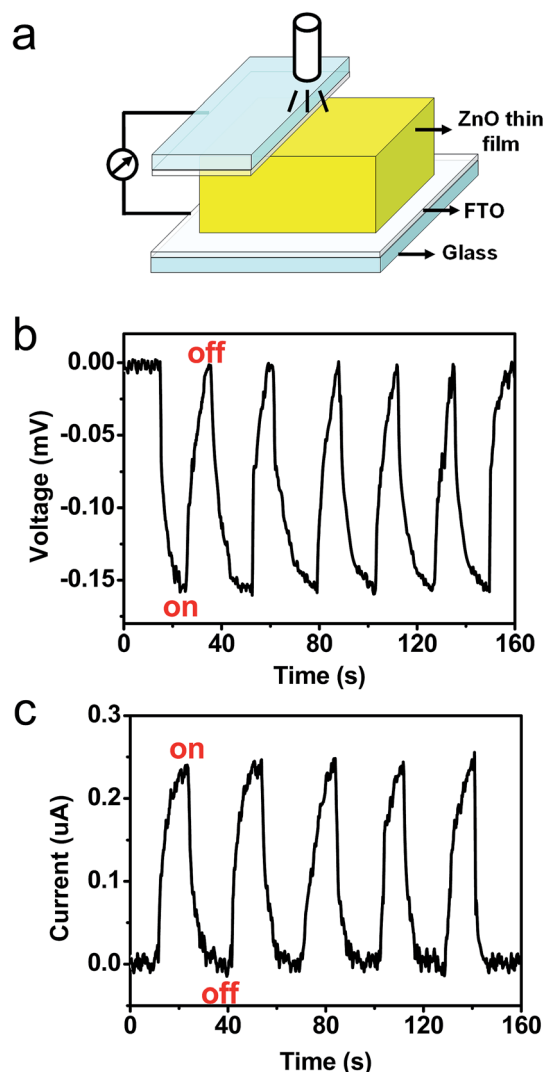 a
ZnO thin
film
FTO
Glass
b
off
0.00
-0.05
-0.10
-0.15
Voltage (mV)
on
0 40 80 120 160
Time (s)
c
0.3
on
0.2
0.1
0.0
Current (uA)
off
0 40 80 120 160
Time (s)